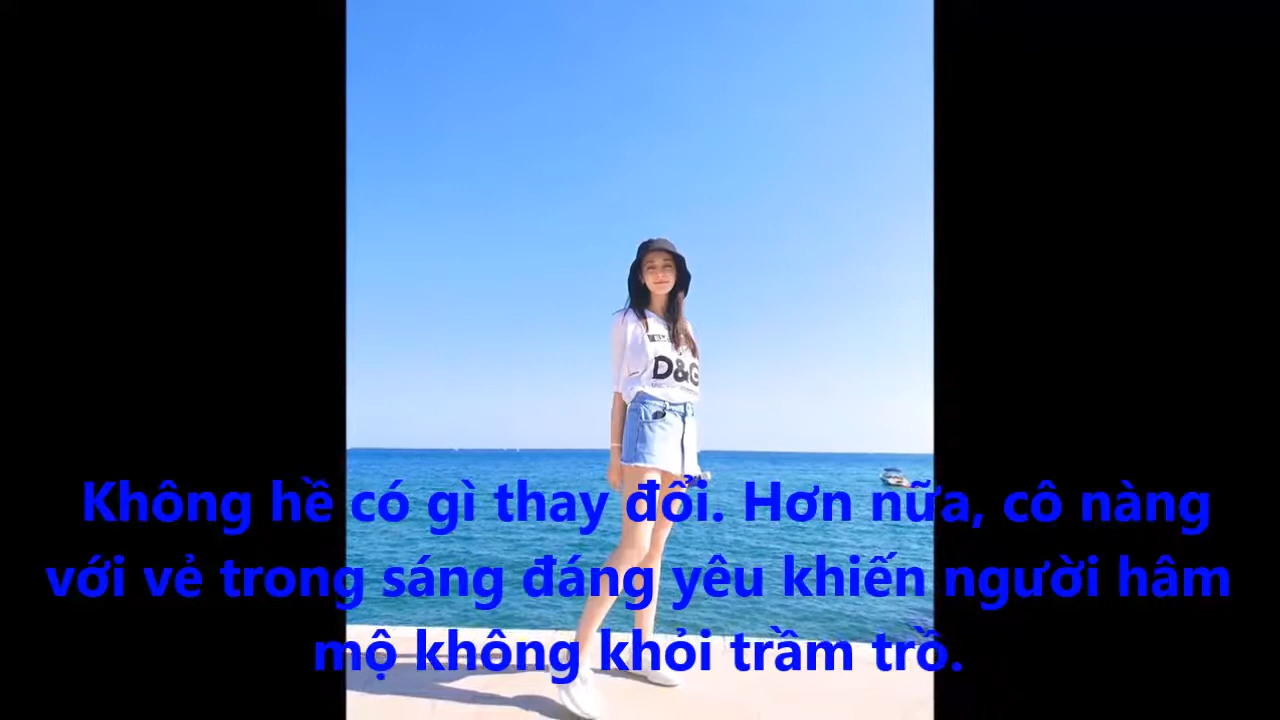 D&G
Không hề có gì thay đổi. Hơn nữa, cô nàng
với vẻ trong sáng đáng yêu khiến người hâm
mộ không khỏi trầm trồ.